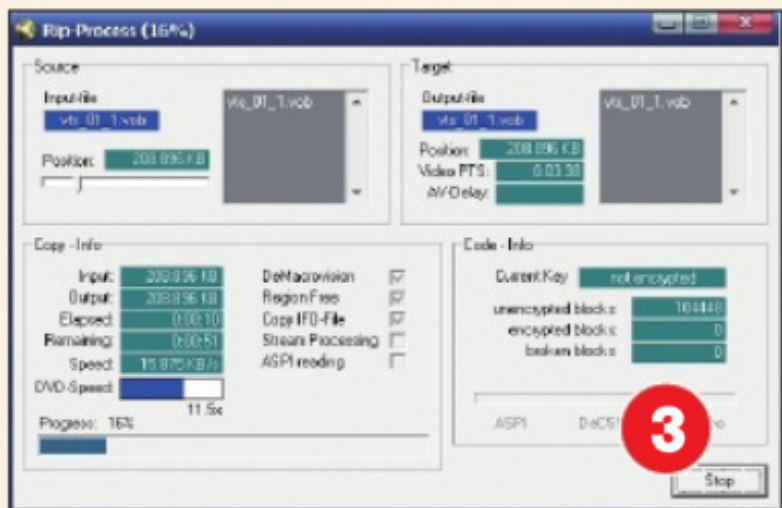 Rip-Process (16%)
Source
Input-file
vts_01_1.vob
vts_01_1.vob
Position: 208.896 KB
Target
Output-file
vts_01_1.vob
vts_01_1.vob
Position: 208.896 KB
Video PTS: 0:03:38
AV-Delay:
Copy - Info
Input: 208.896 KB
Output: 208.896 KB
Elapsed: 0:00:10
Remaining: 0:00:51
Speed: 15.875 KB/s
DVD-Speed:
11.5x
DeMacrovision
Region Free
Copy IFO-File
Stream Processing
ASPI reading
Progress: 16%
Code - Info
Current Key not encrypted
unencrypted blocks: 104448
encrypted blocks: 0
broken blocks: 0
ASPI
3
Stop